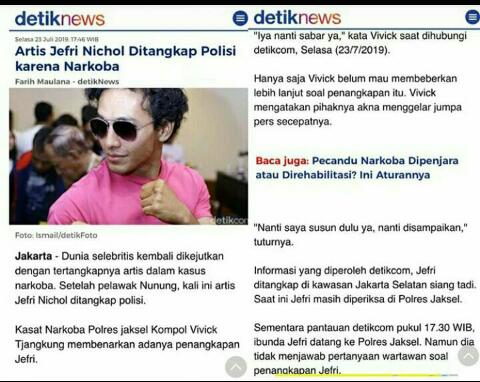 detiknews
Selasa 23 Juli 2019, 17:46 WIB
Artis Jefri Nichol Ditangkap Polisi
karena Narkoba
Farih Maulana - detikNews
detikcom
Foto: Ismail/detikFoto
Jakarta - Dunia selebritis kembali dikejutkan
dengan tertangkapnya artis dalam kasus
narkoba. Setelah pelawak Nunung, kali ini artis
Jefri Nichol ditangkap polisi.
Kasat Narkoba Polres jaksel Kompol Vivick
Tjangkung membenarkan adanya penangkapan
Jefri.
detiknews
"Iya nanti sabar ya," kata Vivick saat dihubungi
detikcom, Selasa (23/7/2019).
Hanya saja Vivick belum mau membeberkan
lebih lanjut soal penangkapan itu. Vivick
mengatakan pihaknya akna menggelar jumpa
pers secepatnya.
Baca juga: Pecandu Narkoba Dipenjara
atau Direhabilitasi? Ini Aturannya
"Nanti saya susun dulu ya, nanti disampaikan,"
tuturnya.
Informasi yang diperoleh detikcom, Jefri
ditangkap di kawasan Jakarta Selatan siang tadi.
Saat ini Jefri masih diperiksa di Polres Jaksel.
Sementara pantauan detikcom pukul 17.30 WIB,
ibunda Jefri datang ke Polres Jaksel. Namun dia
tidak menjawab pertanyaan wartawan soal
penangkapan Jefri.